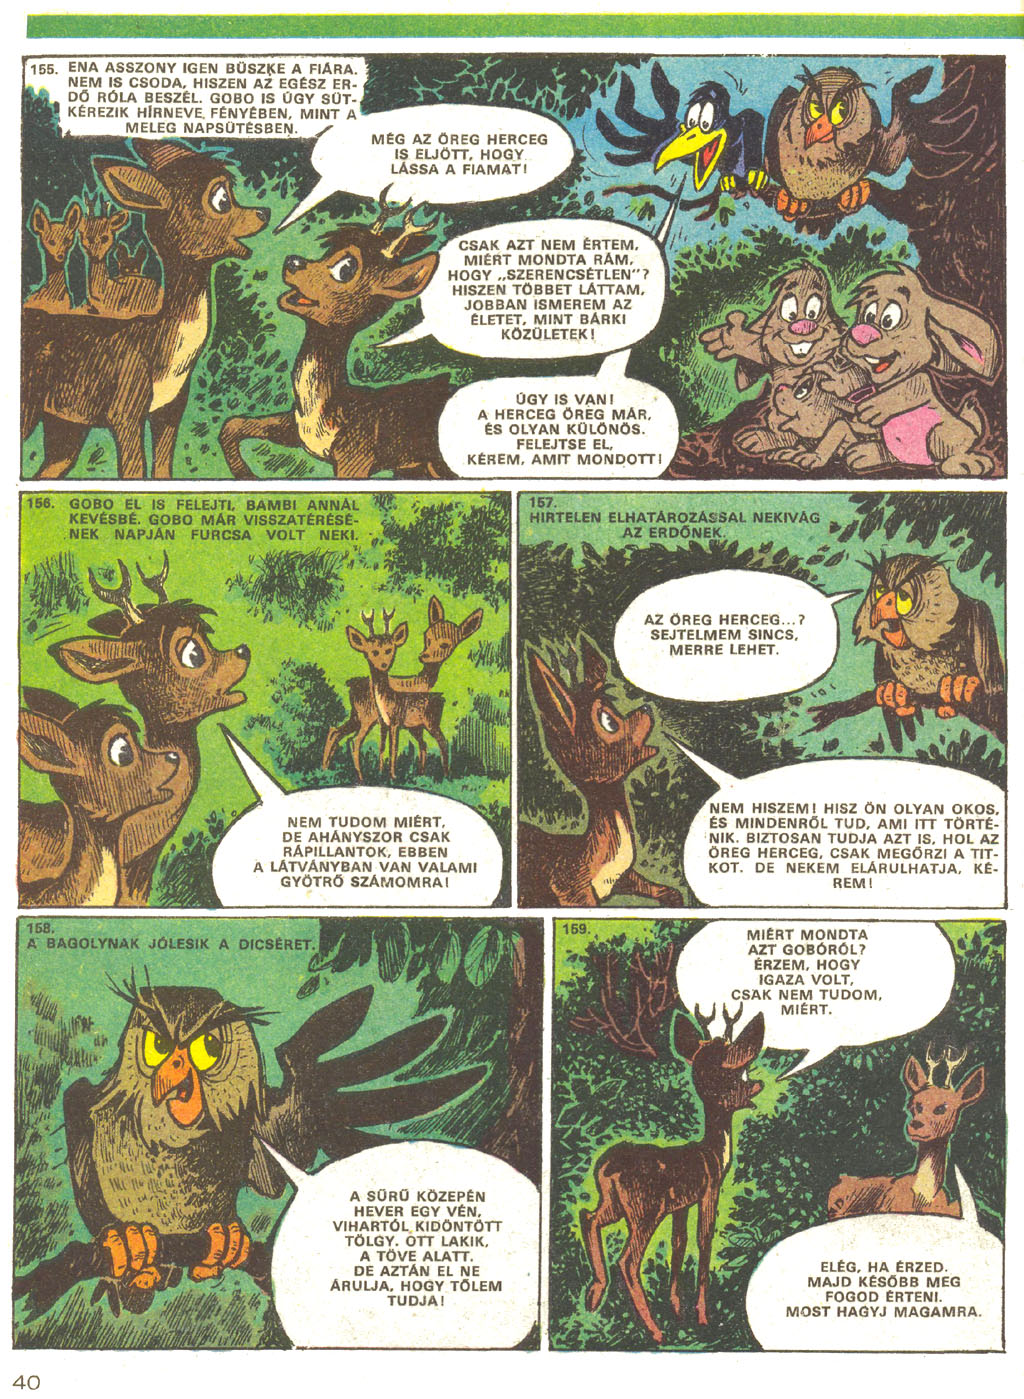 155. ENA ASSZONY IGEN BÜSZKE A FIÁRA.
NEM IS CSODA, HISZEN AZ EGÉSZ ER-
DŐ RÓLA BESZÉL. GOBO IS ÚGY SÜT-
KÉREZIK HÍRNEVE FÉNYÉBEN, MINT A
MELEG NAPSÜTÉSBEN.
MÉG AZ ÖREG HERCEG
IS ELJÖTT, HOGY
LÁSSA A FIAMAT!
CSAK AZT NEM ÉRTEM,
MIÉRT MONDTA RÁM,
HOGY „SZERENCSÉTLEN"?
HISZEN TÖBBET LÁTTAM,
JOBBAN ISMEREM AZ
ÉLETET, MINT BÁRKI
KÖZÜLETEK!
ÚGY IS VAN!
A HERCEG ÖREG MÁR,
ÉS OLYAN KÜLÖNÖS.
FELEJTSE EL,
KÉREM, AMIT MONDOTT!
156. GOBO EL IS FELEJTI, BAMBI ANNÁL
KEVÉSBÉ. GOBO MÁR VISSZATÉRÉSÉ-
NEK NAPJÁN FURCSA VOLT NEKI.
NEM TUDOM MIÉRT,
DE AHÁNYSZOR CSAK
RÁPILLANTOK, EBBEN
A LÁTVÁNYBAN VAN VALAMI
GYÖTRŐ SZÁMOMRA!
157.
HIRTELEN ELHATÁROZÁSSAL NEKIVÁG
AZ ERDŐNEK.
AZ ÖREG HERCEG...?
SEJTELMEM SINCS,
MERRE LEHET.
NEM HISZEM! HISZ ÖN OLYAN OKOS,
ÉS MINDENRŐL TUD, AMI ITT TÖRTÉ-
NIK. BIZTOSAN TUDJA AZT IS, HOL AZ
ÖREG HERCEG, CSAK MEGŐRZI A TIT-
KOT. DE NEKEM ELÁRULHATJA, KÉ-
REM!
158.
A BAGOLYNAK JÓLESIK A DICSÉRET.
A SŰRŰ KÖZEPÉN
HEVER EGY VÉN,
VIHARTÓL KIDÖNTÖTT
TÖLGY. OTT LAKIK,
A TÖVE ALATT.
DE AZTÁN EL NE
ÁRULJA, HOGY TŐLEM
TUDJA!
159.
MIÉRT MONDTA
AZT GOBÓRÓL?
ÉRZEM, HOGY
IGAZA VOLT,
CSAK NEM TUDOM,
MIÉRT.
ELÉG, HA ÉRZED.
MAJD KÉSŐBB MEG
FOGOD ÉRTENI.
MOST HAGYJ MAGAMRA.
40